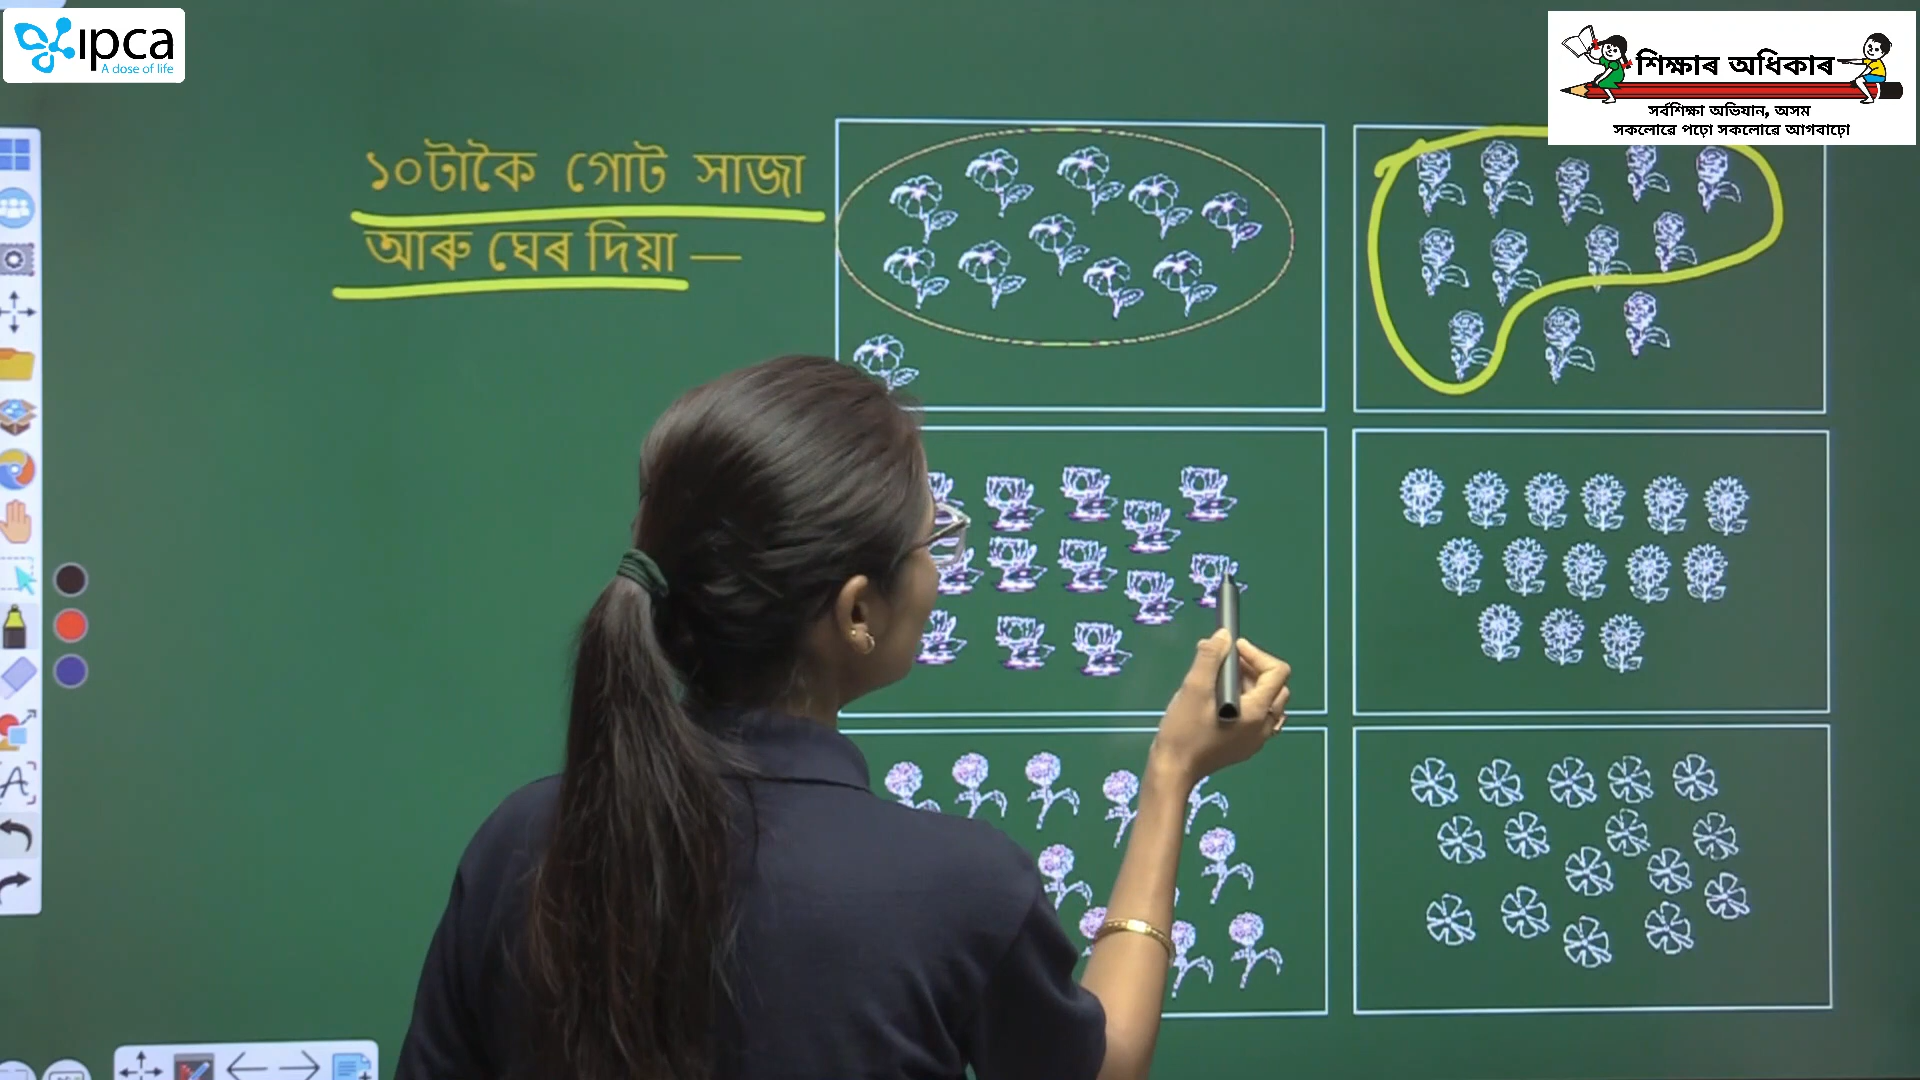 ipca
A dose of life
শিক্ষাৰ অধিকাৰ
সৰ্বশিক্ষা অভিযান, অসম
সকলোৱে পঢ়ো সকলোৱে আগবাঢ়ো
১০টাকৈ গোট সাজা
আৰু ঘেৰ দিয়া —